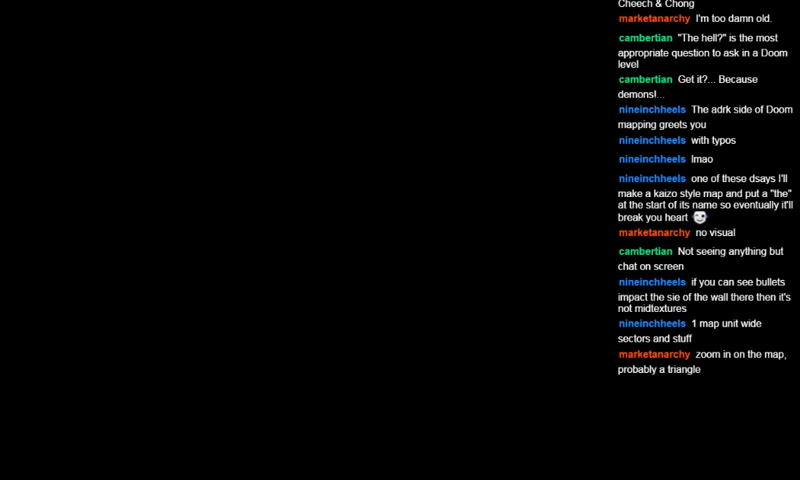 Cheech & Chong
marketanarchy I'm too damn old.
cambertian "The hell?" is the most
appropriate question to ask in a Doom
level
cambertian Get it?... Because
demons!...
nineinchheels The adrk side of Doom
mapping greets you
nineinchheels with typos
nineinchheels lmao
nineinchheels one of these dsays I'll
make a kaizo style map and put a "the"
at the start of its name so eventually it'll
break you heart
marketanarchy no visual
cambertian Not seeing anything but
chat on screen
nineinchheels if you can see bullets
impact the sie of the wall there then it's
not midtextures
nineinchheels 1 map unit wide
sectors and stuff
marketanarchy zoom in on the map,
probably a triangle